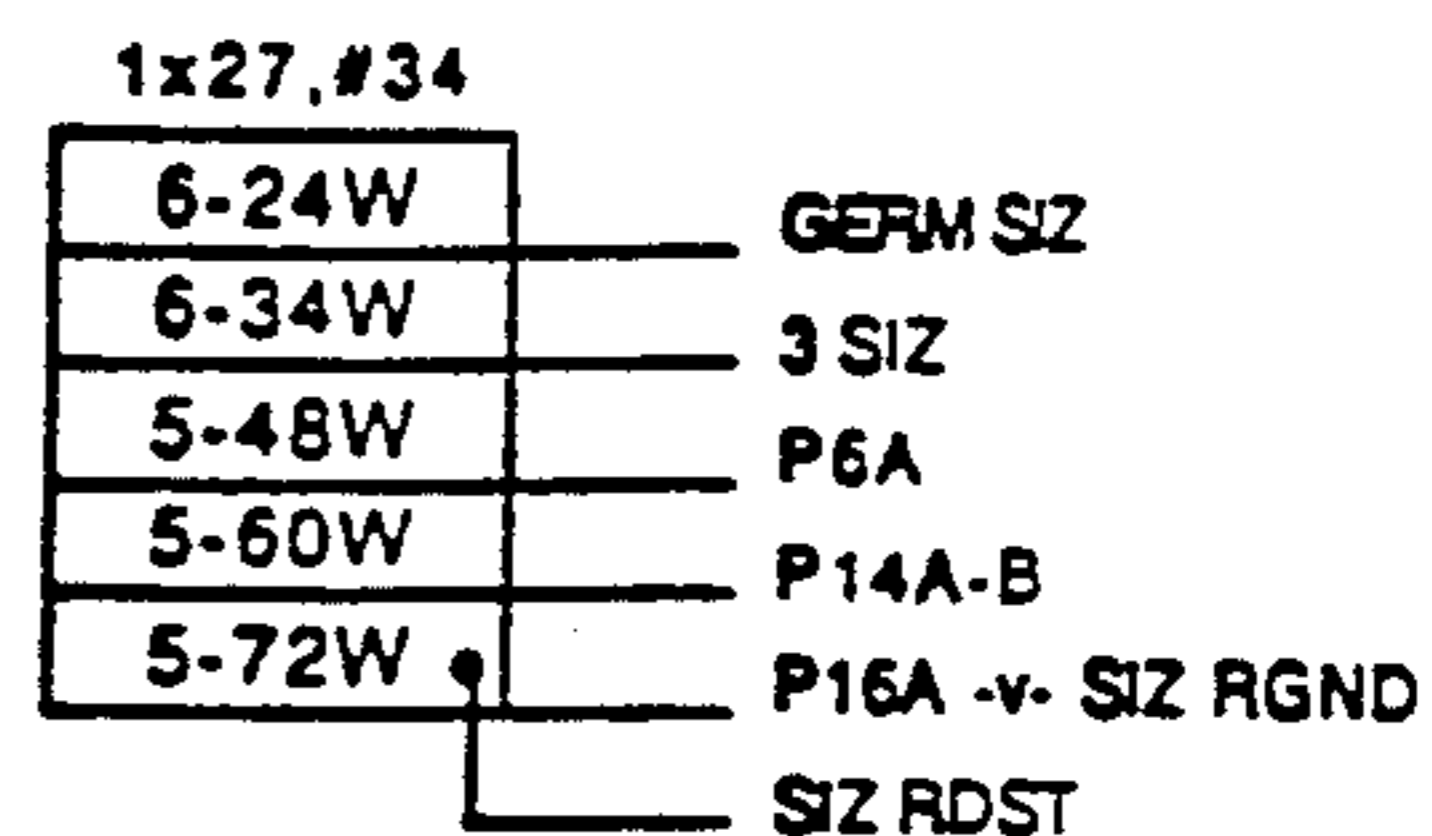 1x27,#34
6-24W
GERM SIZ
6-34W
3 SIZ
5-48W
P6A
5-60W
P14A-B
5-72W
P16A -v- SIZ RGND
SIZ RDST